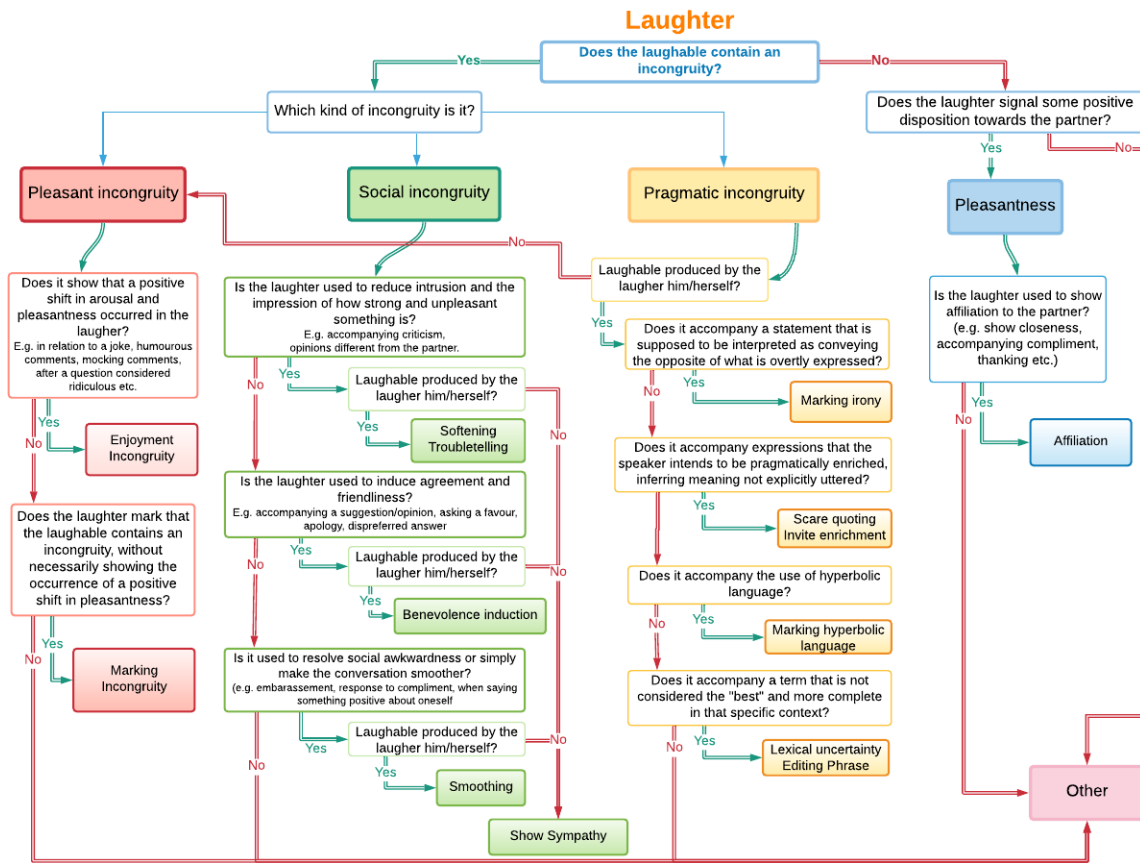 Laughter
Does the laughable contain an
incongruity?
Yes
No
Which kind of incongruity is it?
Does the laughter signal some positive
disposition towards the partner?
Yes
No
Pleasant incongruity
Social incongruity
Pragmatic incongruity
Pleasantness
No
Does it show that a positive
shift in arousal and
pleasantness occurred in the
laugher?
E.g. in relation to a joke, humourous
comments, mocking comments,
after a question considered
ridiculous etc.
Yes
No
Enjoyment
Incongruity
Does the laughter mark that
the laughable contains an
incongruity, without
necessarily showing the
occurrence of a positive
shift in pleasantness?
Yes
No
Marking
Incongruity
Is the laughter used to reduce intrusion and the
impression of how strong and unpleasant
something is?
E.g. accompanying criticism,
opinions different from the partner.
Yes
No
Laughable produced by the
laugher him/herself?
Yes
No
Softening
Troubletelling
Is the laughter used to induce agreement and
friendliness?
E.g. accompanying a suggestion/opinion, asking a favour,
apology, dispreferred answer
Yes
No
Laughable produced by the
laugher him/herself?
Yes
No
Benevolence induction
Is it used to resolve social awkwardness or simply
make the conversation smoother?
(e.g. embarassement, response to compliment, when saying
something positive about oneself
Yes
No
Laughable produced by the
laugher him/herself?
Yes
No
Smoothing
Show Sympathy
Laughable produced by the
laugher him/herself?
Yes
Does it accompany a statement that is
supposed to be interpreted as conveying
the opposite of what is overtly expressed?
No
Yes
Marking irony
Does it accompany expressions that the
speaker intends to be pragmatically enriched,
inferring meaning not explicitly uttered?
No
Yes
Scare quoting
Invite enrichment
Does it accompany the use of hyperbolic
language?
No
Yes
Marking hyperbolic
language
Does it accompany a term that is not
considered the "best" and more complete
in that specific context?
No
Yes
Lexical uncertainty
Editing Phrase
Is the laughter used to show
affiliation to the partner?
(e.g. show closeness,
accompanying compliment,
thanking etc.)
No
Yes
Affiliation
Other